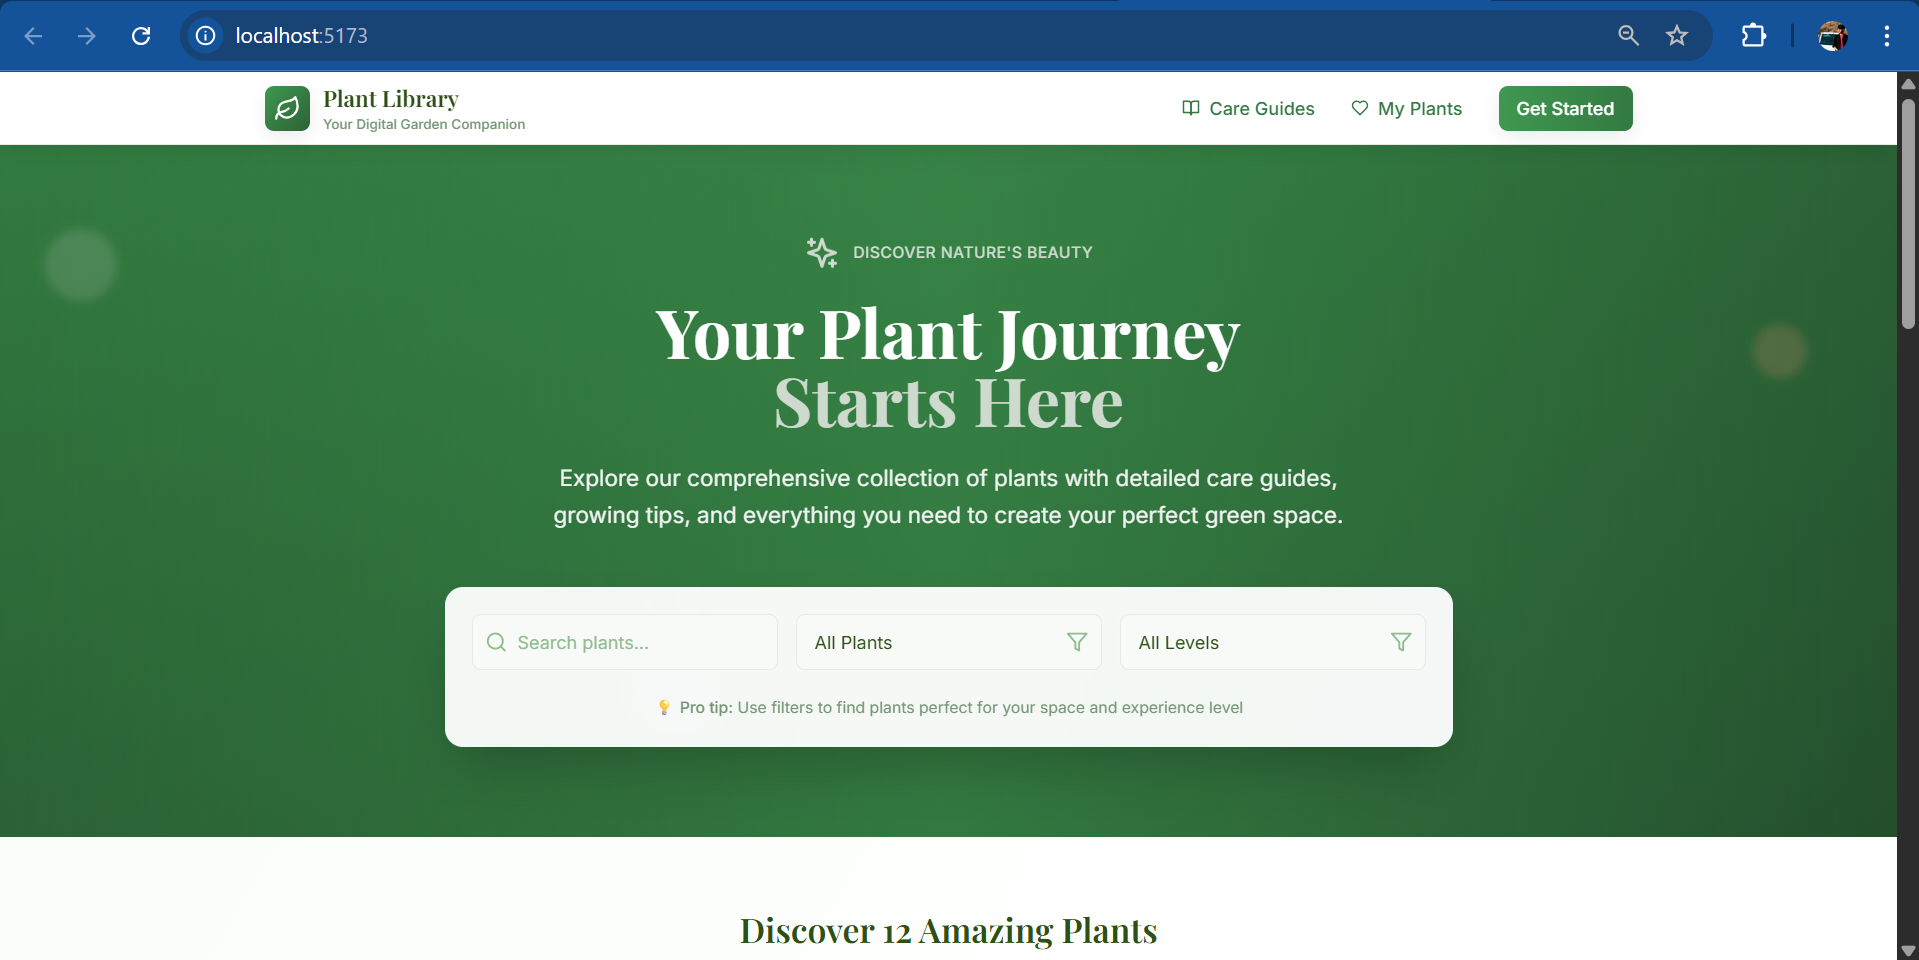 localhost:5173
Plant Library
Your Digital Garden Companion
Care Guides
My Plants
Get Started
DISCOVER NATURE'S BEAUTY
Your Plant Journey
Starts Here
Explore our comprehensive collection of plants with detailed care guides,
growing tips, and everything you need to create your perfect green space.
Search plants...
All Plants
All Levels
💡 Pro tip: Use filters to find plants perfect for your space and experience level
Discover 12 Amazing Plants